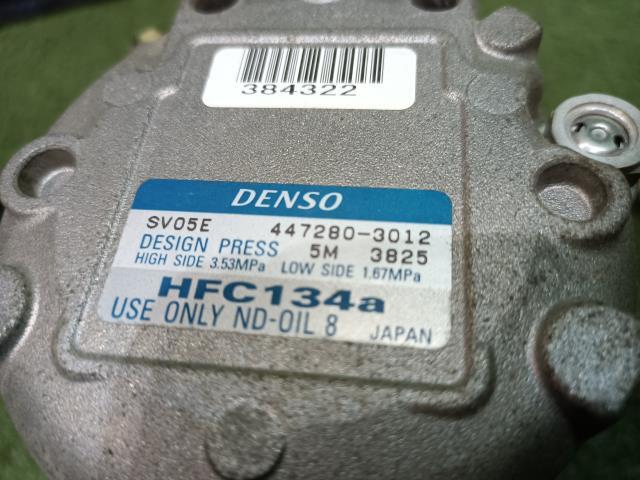 384322
DENSO
SV05E 447280-3012
DESIGN PRESS 5M 3825
HIGH SIDE 3.53MPa LOW SIDE 1.67MPa
HFC134a
USE ONLY ND-OIL 8 JAPAN